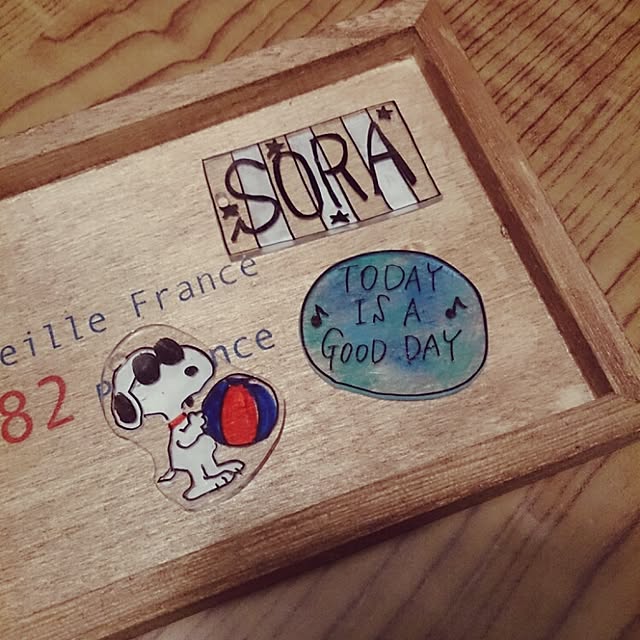 SORA
TODAY
IS A
GOOD DAY
eille France
nce
82